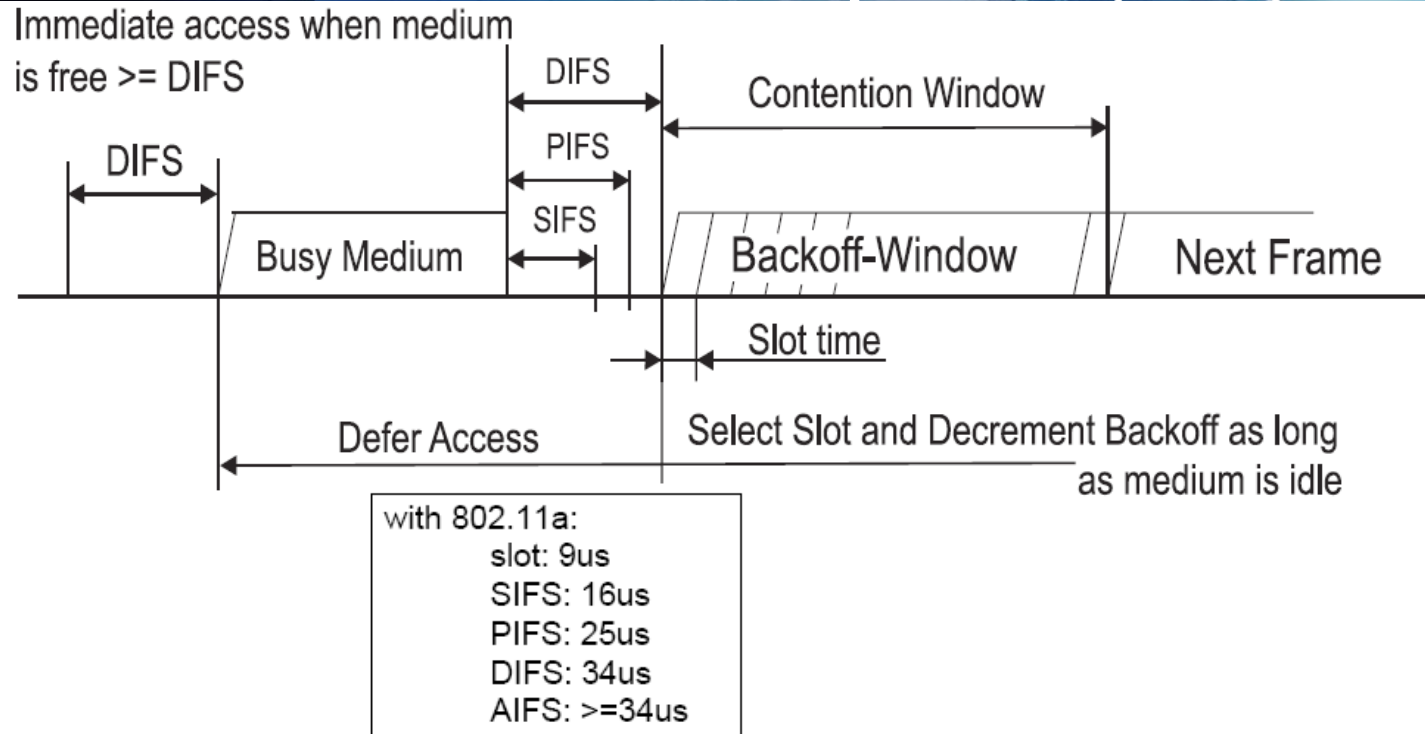 Immediate access when medium
is free >= DIFS
DIFS
DIFS
PIFS
SIFS
Contention Window
Busy Medium
Backoff-Window
Next Frame
Slot time
Defer Access
Select Slot and Decrement Backoff as long
as medium is idle
with 802.11a:
slot: 9us
SIFS: 16us
PIFS: 25us
DIFS: 34us
AIFS: >=34us